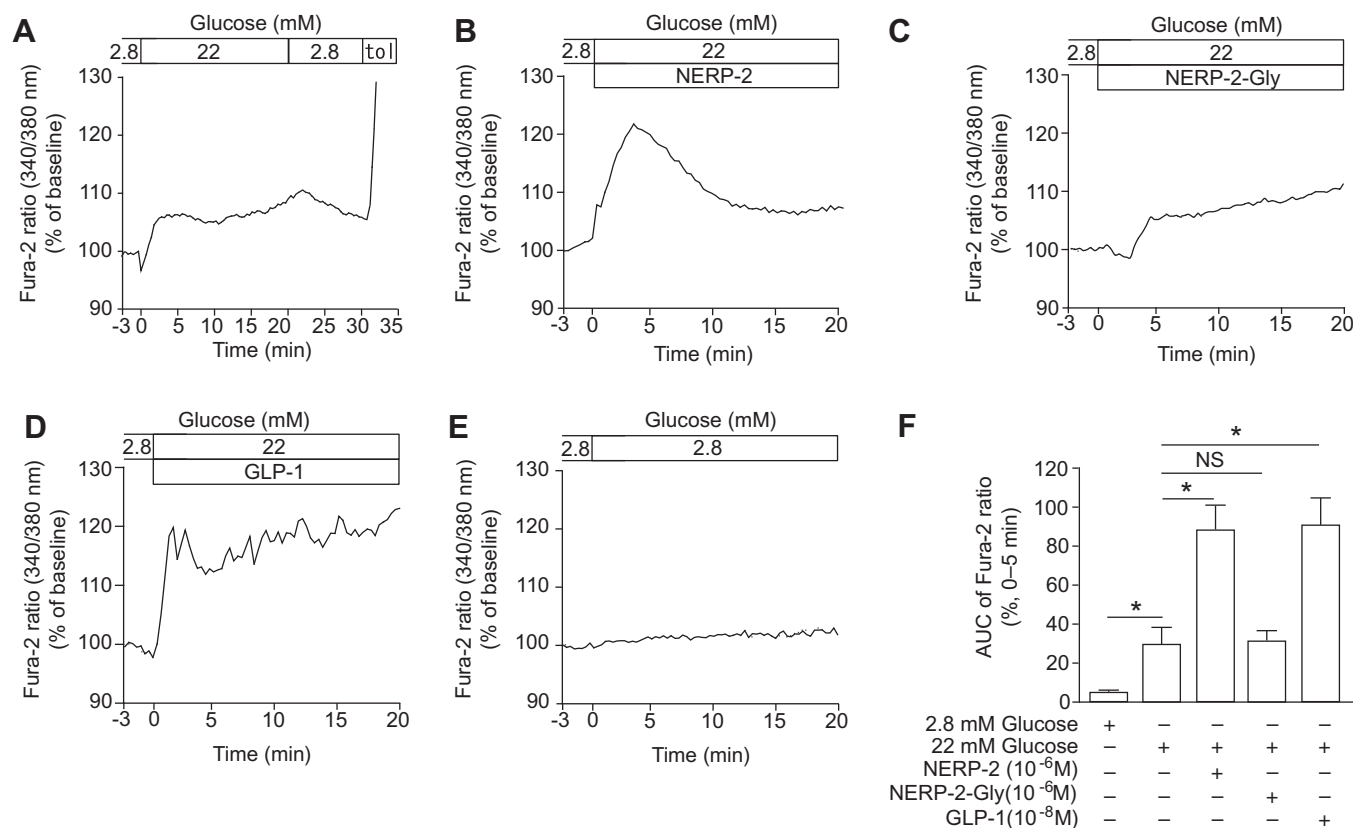 A
Glucose (mM)
2.8 22 2.8 tol
Fura-2 ratio (340/380 nm)
(% of baseline)
130
120
110
100
90
-3 0 5 10 15 20 25 30 35
Time (min)
B
Glucose (mM)
2.8 22
NERP-2
Fura-2 ratio (340/380 nm)
(% of baseline)
130
120
110
100
90
-3 0 5 10 15 20
Time (min)
C
Glucose (mM)
2.8 22
NERP-2-Gly
Fura-2 ratio (340/380 nm)
(% of baseline)
130
120
110
100
90
-3 0 5 10 15 20
Time (min)
D
Glucose (mM)
2.8 22
GLP-1
Fura-2 ratio (340/380 nm)
(% of baseline)
130
120
110
100
90
-3 0 5 10 15 20
Time (min)
E
Glucose (mM)
2.8 2.8
Fura-2 ratio (340/380 nm)
(% of baseline)
130
120
110
100
90
-3 0 5 10 15 20
Time (min)
F
AUC of Fura-2 ratio
(%, 0–5 min)
120
100
80
60
40
20
0
*
NS
*
*
2.8 mM Glucose + – – – –
22 mM Glucose – + + + +
NERP-2 (10⁻⁶M) – – + – –
NERP-2-Gly(10⁻⁶M) – – – + –
GLP-1(10⁻⁸M) – – – – +